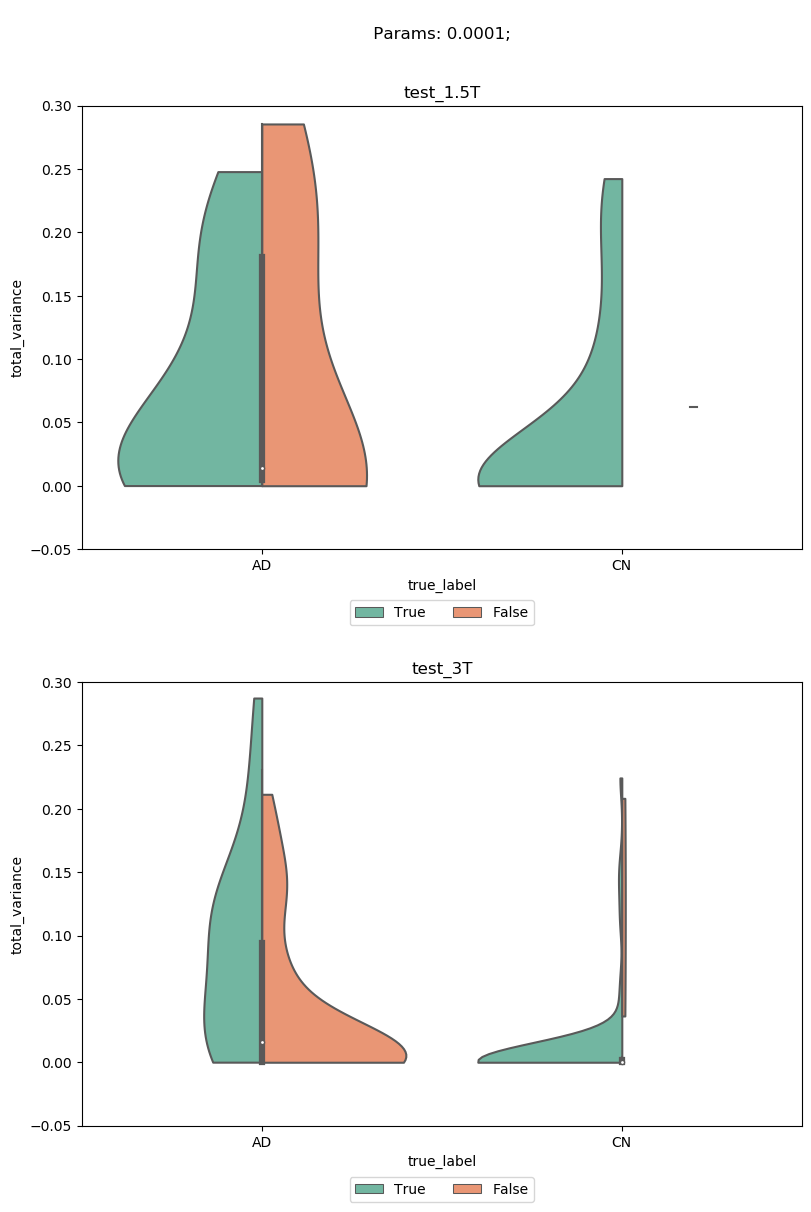 Params: 0.0001;
test_1.5T
0.30
0.25
0.20
0.15
0.10
0.05
0.00
−0.05
total_variance
AD CN
true_label
True False
test_3T
0.30
0.25
0.20
0.15
0.10
0.05
0.00
−0.05
total_variance
AD CN
true_label
True False